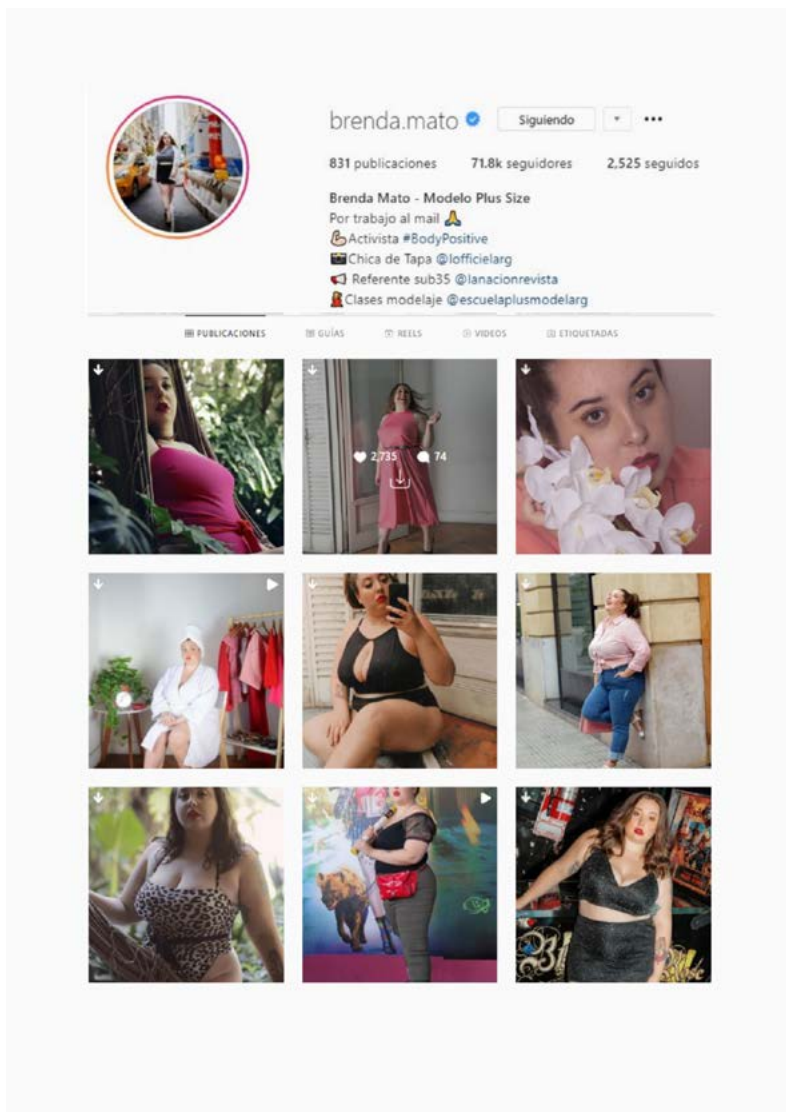 brenda.mato Siguiendo
831 publicaciones 71.8k seguidores 2,525 seguidos
Brenda Mato - Modelo Plus Size
Por trabajo al mail 🙏
💪Activista #BodyPositive
📸Chica de Tapa @lofficielarg
📢 Referente sub35 @lanacionrevista
💃Clases modelaje @escuelaplusmodelarg
PUBLICACIONES GUÍAS REELS VIDEOS ETIQUETADAS
2,735 74